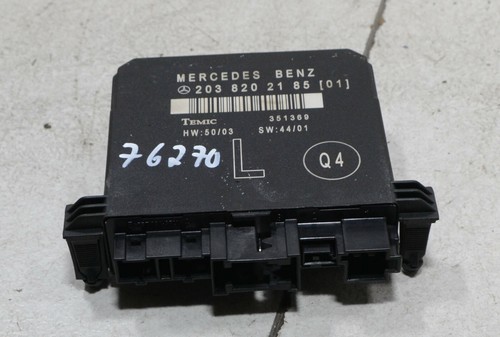 MERCEDES BENZ
203 820 21 85 [01]
TEMIC 351369
HW:50/03 SW:44/01
76270
L
Q4